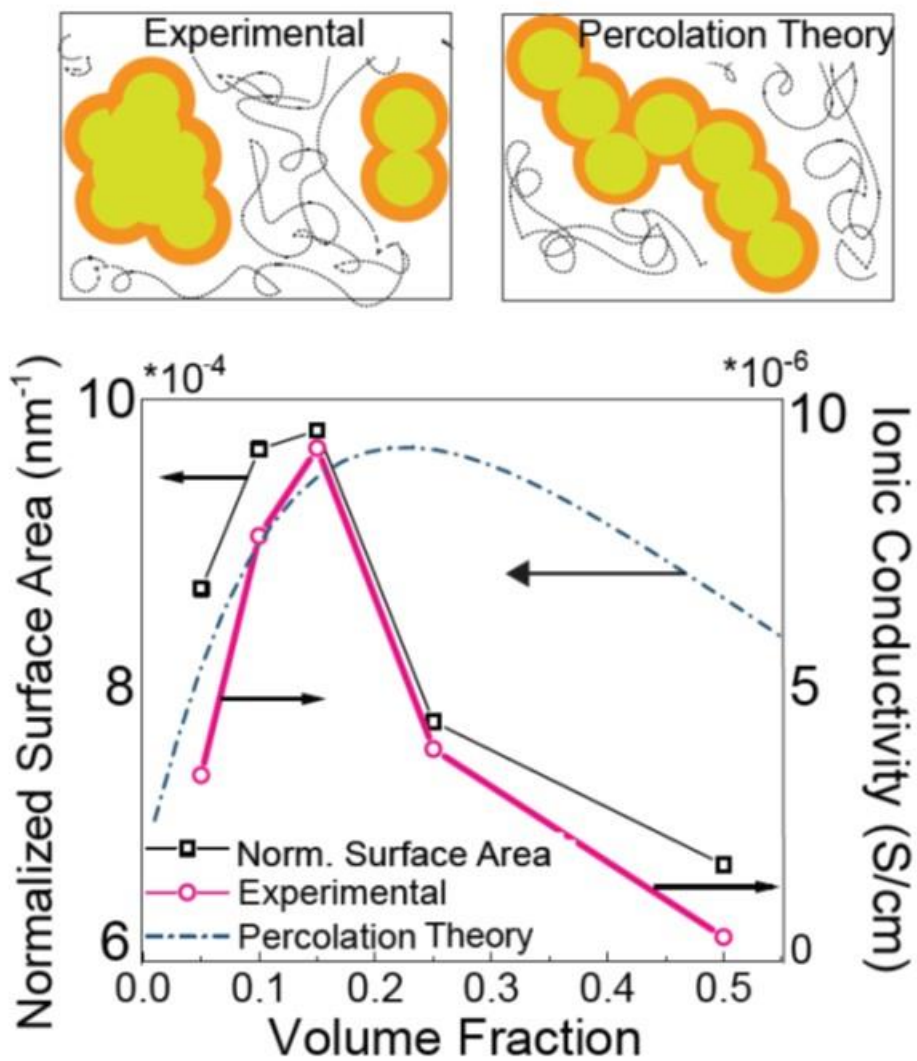 Experimental
Percolation Theory
*10-4
*10-6
10
8
6
10
5
0
Normalized Surface Area (nm-1)
Ionic Conductivity (S/cm)
Norm. Surface Area
Experimental
Percolation Theory
0.0 0.1 0.2 0.3 0.4 0.5
Volume Fraction